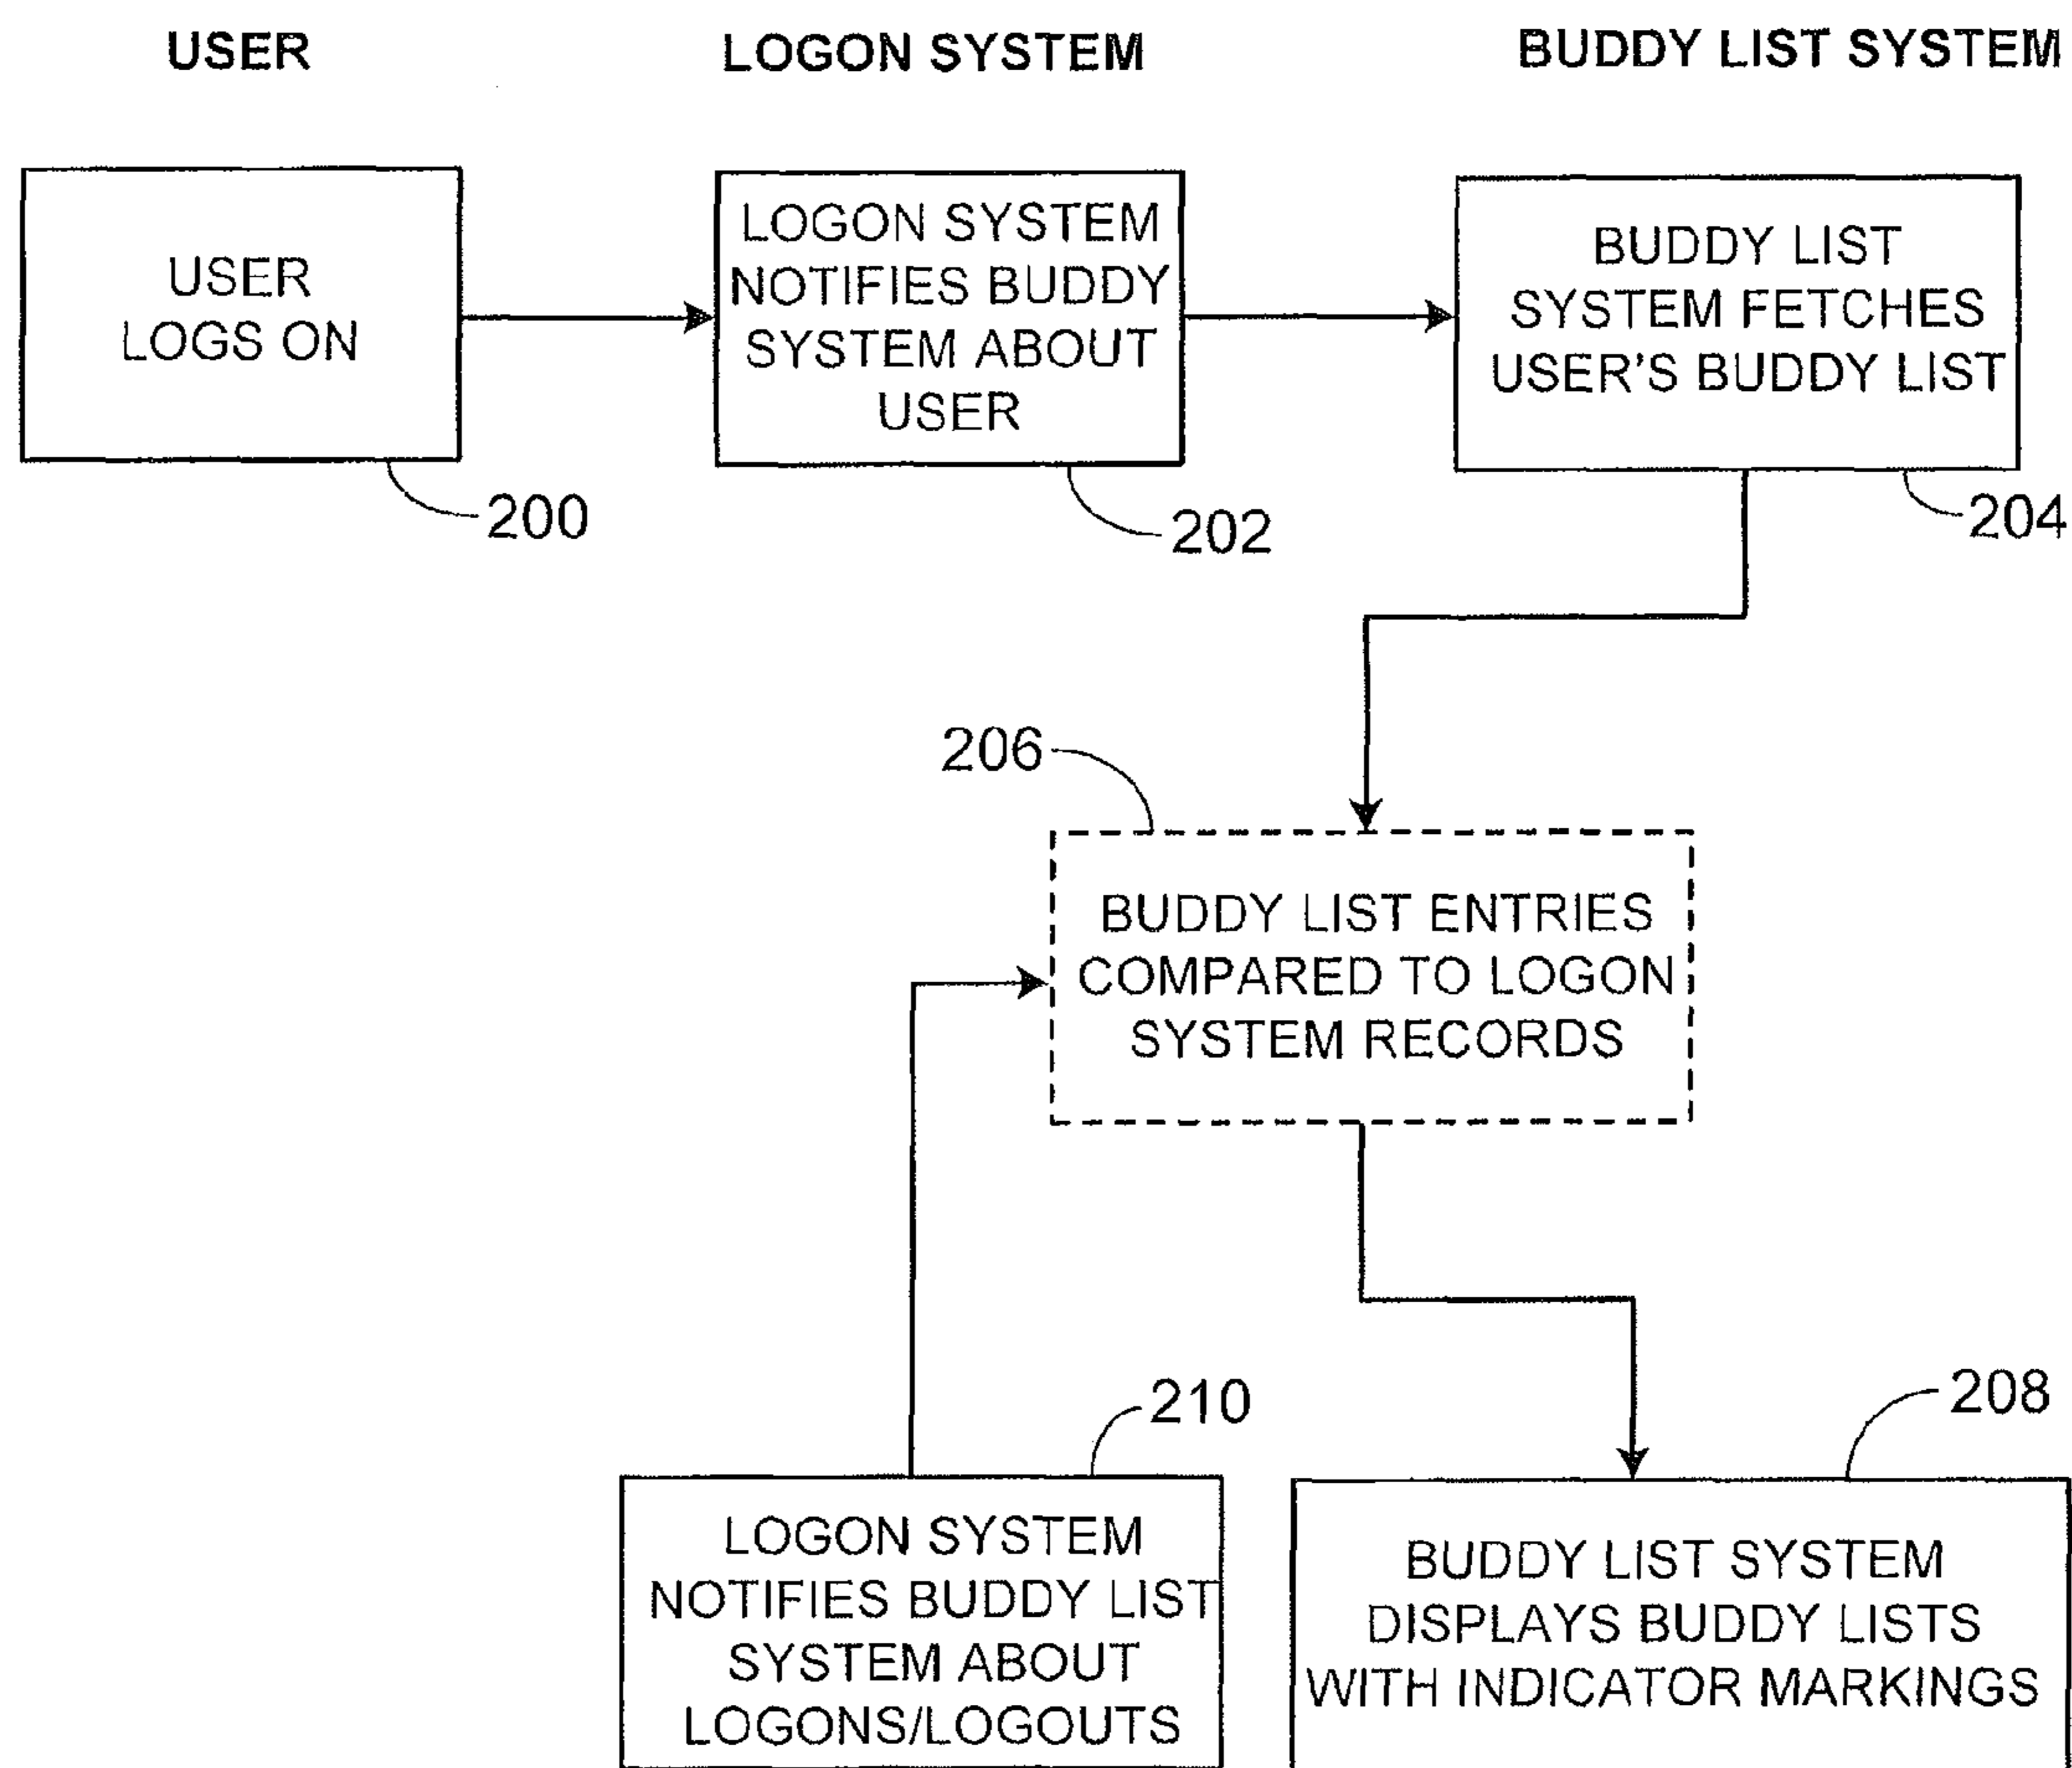 USER
LOGON SYSTEM
BUDDY LIST SYSTEM
USER
LOGS ON
200
LOGON SYSTEM
NOTIFIES BUDDY
SYSTEM ABOUT
USER
202
BUDDY LIST
SYSTEM FETCHES
USER'S BUDDY LIST
204
206
BUDDY LIST ENTRIES
COMPARED TO LOGON
SYSTEM RECORDS
210
LOGON SYSTEM
NOTIFIES BUDDY LIST
SYSTEM ABOUT
LOGONS/LOGOUTS
208
BUDDY LIST SYSTEM
DISPLAYS BUDDY LISTS
WITH INDICATOR MARKINGS